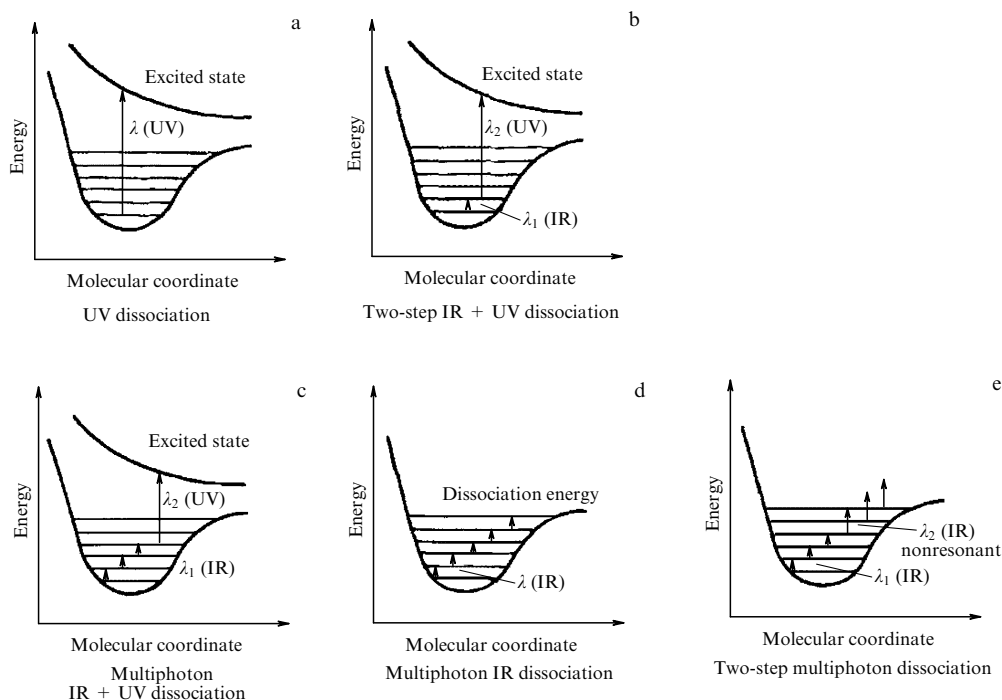 a
Energy
Excited state
λ (UV)
Molecular coordinate
UV dissociation
b
Energy
Excited state
λ₂ (UV)
λ₁ (IR)
Molecular coordinate
Two-step IR + UV dissociation
c
Energy
Excited state
λ₂ (UV)
λ₁ (IR)
Molecular coordinate
Multiphoton
IR + UV dissociation
d
Energy
Dissociation energy
λ (IR)
Molecular coordinate
Multiphoton IR dissociation
e
Energy
λ₂ (IR)
nonresonant
λ₁ (IR)
Molecular coordinate
Two-step multiphoton dissociation